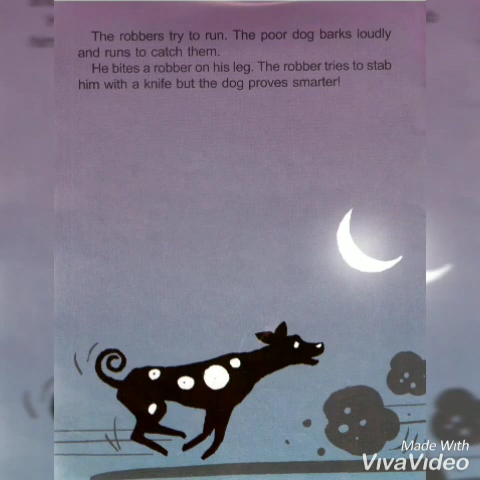 The robbers try to run. The poor dog barks loudly
and runs to catch them.
He bites a robber on his leg. The robber tries to stab
him with a knife but the dog proves smarter!
Made With
VivaVideo